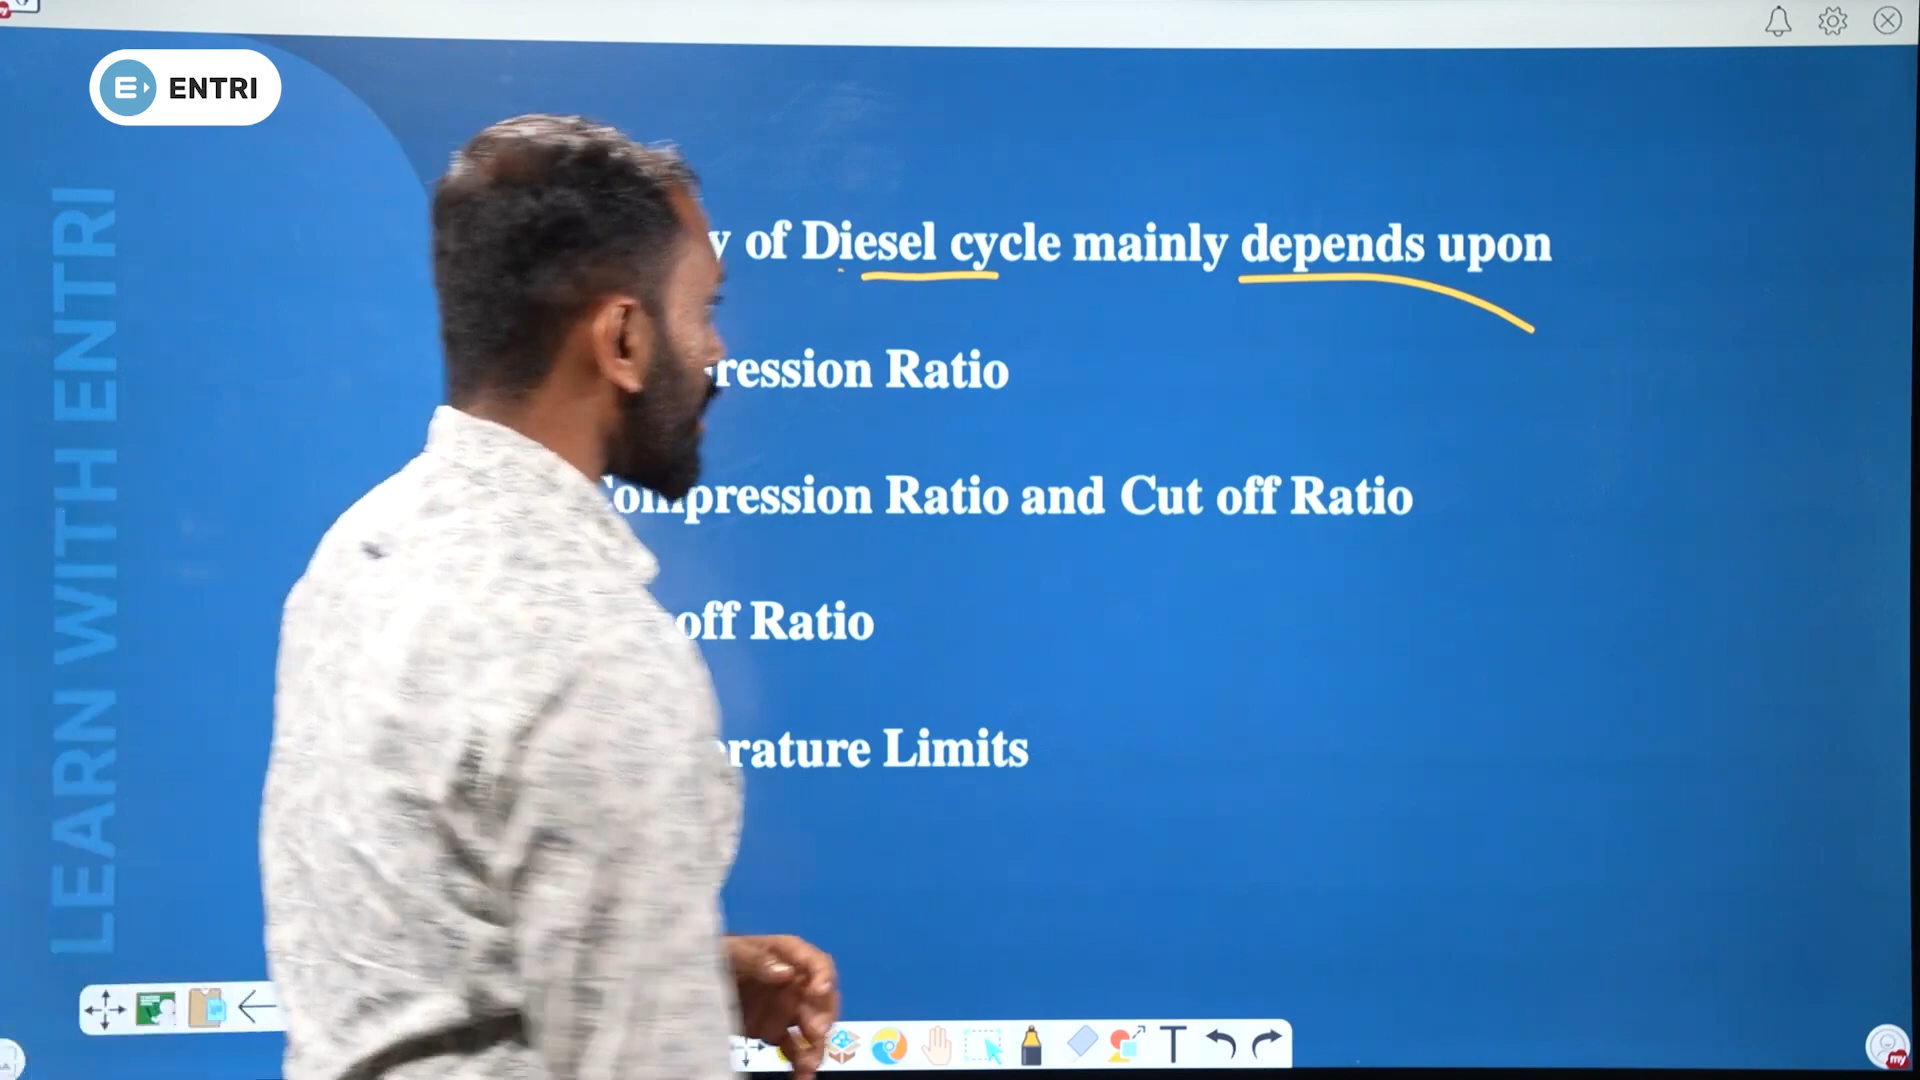 ENTRI
LEARN WITH ENTRI
of Diesel cycle mainly depends upon
Ratio
Compression Ratio and Cut off Ratio
off Ratio
Limits